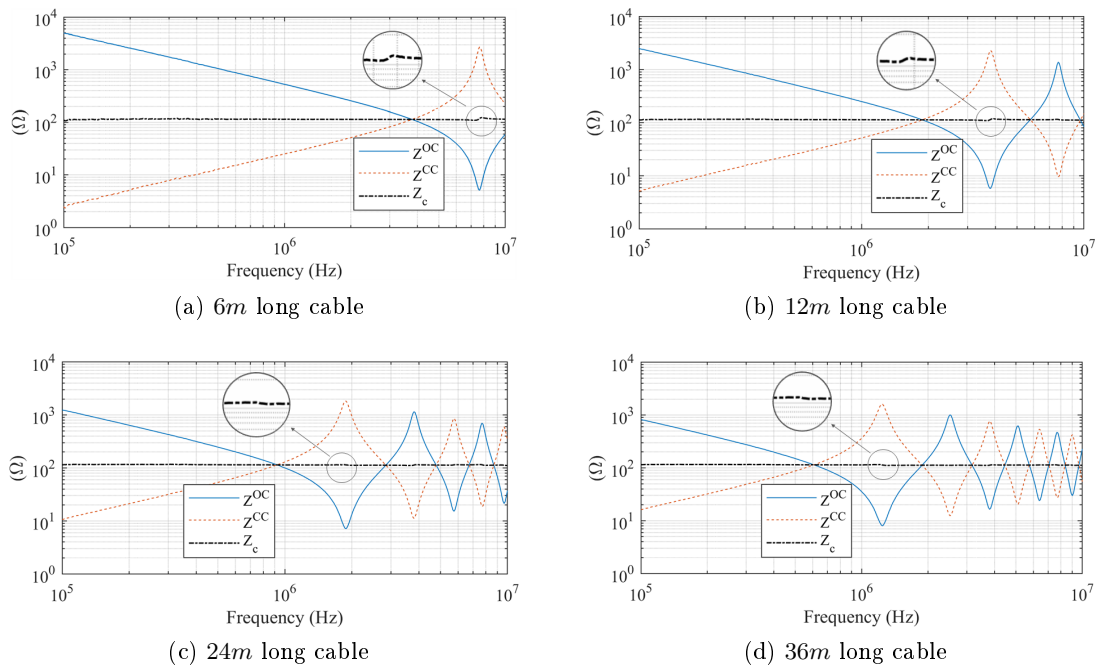 10^4
10^3
10^2
10^1
10^0
(Ω)
Z^OC
Z^CC
Z_c
10^5 10^6 10^7
Frequency (Hz)
(a) 6m long cable
10^4
10^3
10^2
10^1
10^0
(Ω)
Z^OC
Z^CC
Z_c
10^5 10^6 10^7
Frequency (Hz)
(b) 12m long cable
10^4
10^3
10^2
10^1
10^0
(Ω)
Z^OC
Z^CC
Z_c
10^5 10^6 10^7
Frequency (Hz)
(c) 24m long cable
10^4
10^3
10^2
10^1
10^0
(Ω)
Z^OC
Z^CC
Z_c
10^5 10^6 10^7
Frequency (Hz)
(d) 36m long cable